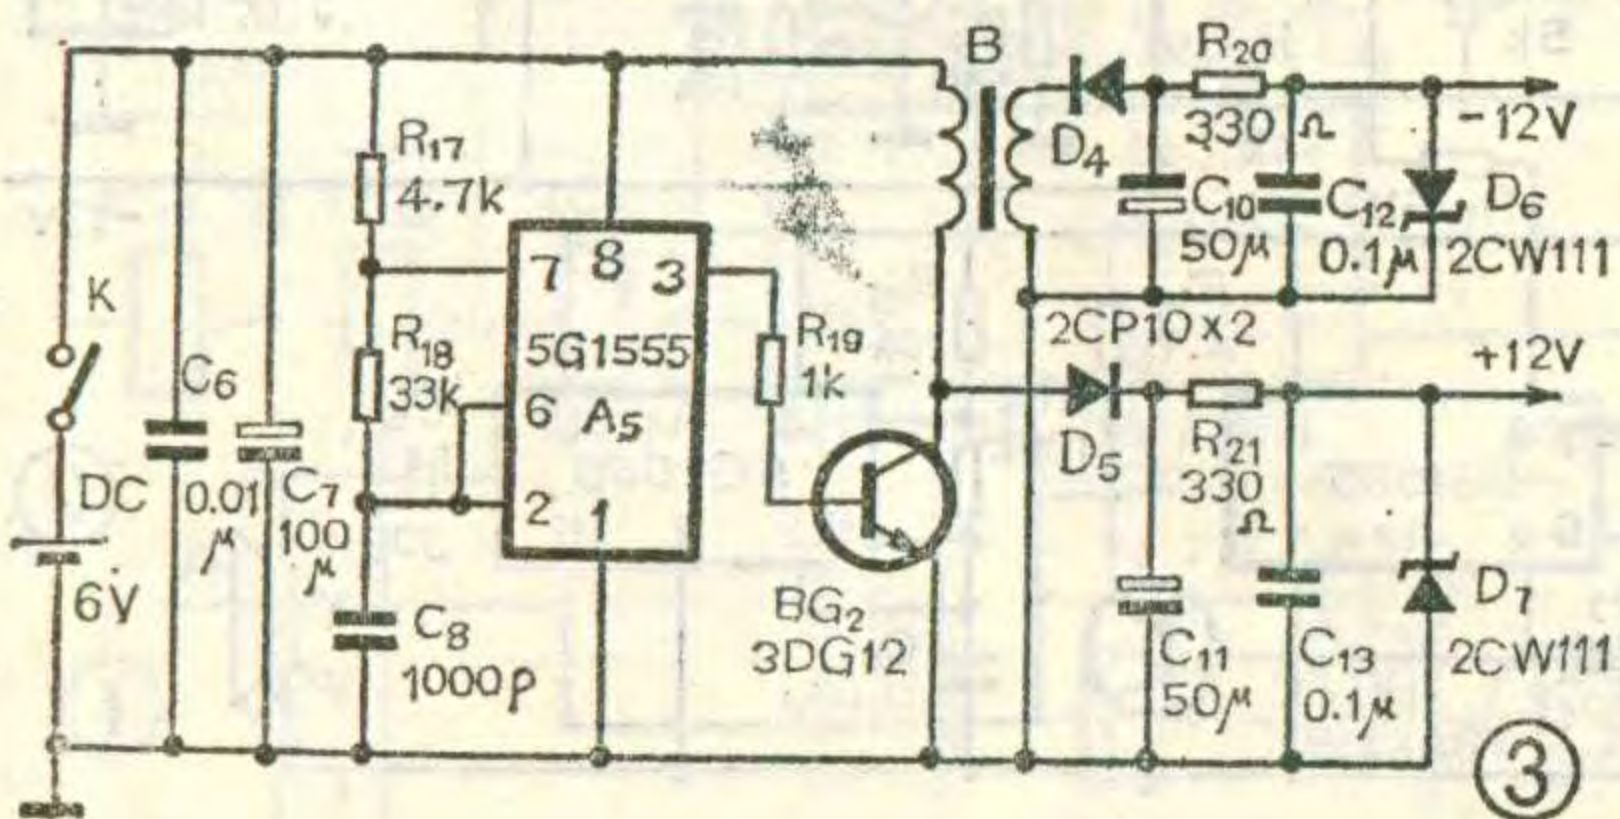 B
R20
330 Ω
-12V
D4
C10
50μ
C12
0.1μ
D6
2CW111
R17
4.7k
7
8
3
R18
33k
5G1555
6
A5
2
1
R19
1k
2CP10×2
+12V
K
C6
0.01
μ
DC
6V
C7
100
μ
D5
R21
330
Ω
C8
1000p
BG2
3DG12
C11
50μ
C13
0.1μ
D7
2CW111
3